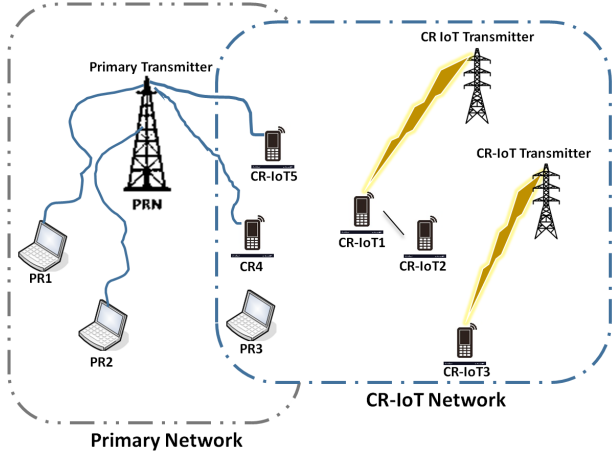 CR IoT Transmitter
Primary Transmitter
CR-IoT Transmitter
CR-IoT5
PRN
CR-IoT1
CR-IoT2
CR4
PR1
PR2
PR3
CR-IoT3
CR-IoT Network
Primary Network